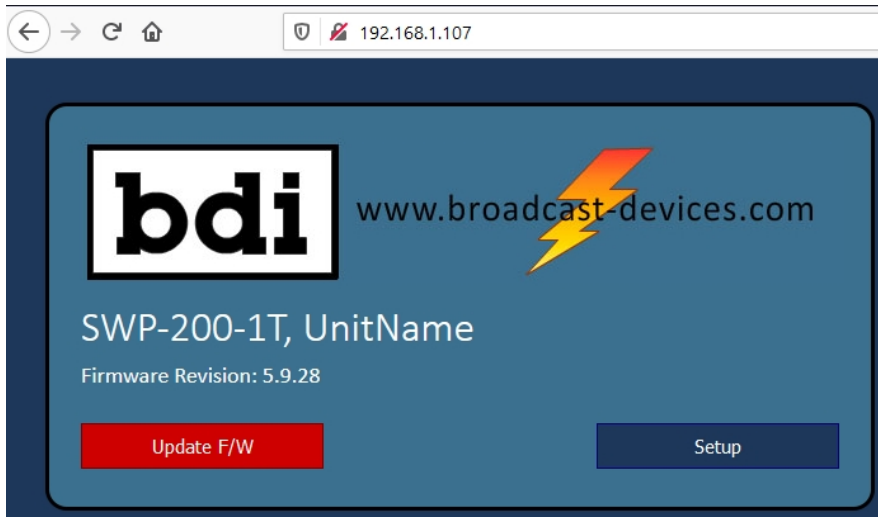 192.168.1.107
bdi
www.broadcast-devices.com
SWP-200-1T, UnitName
Firmware Revision: 5.9.28
Update F/W
Setup